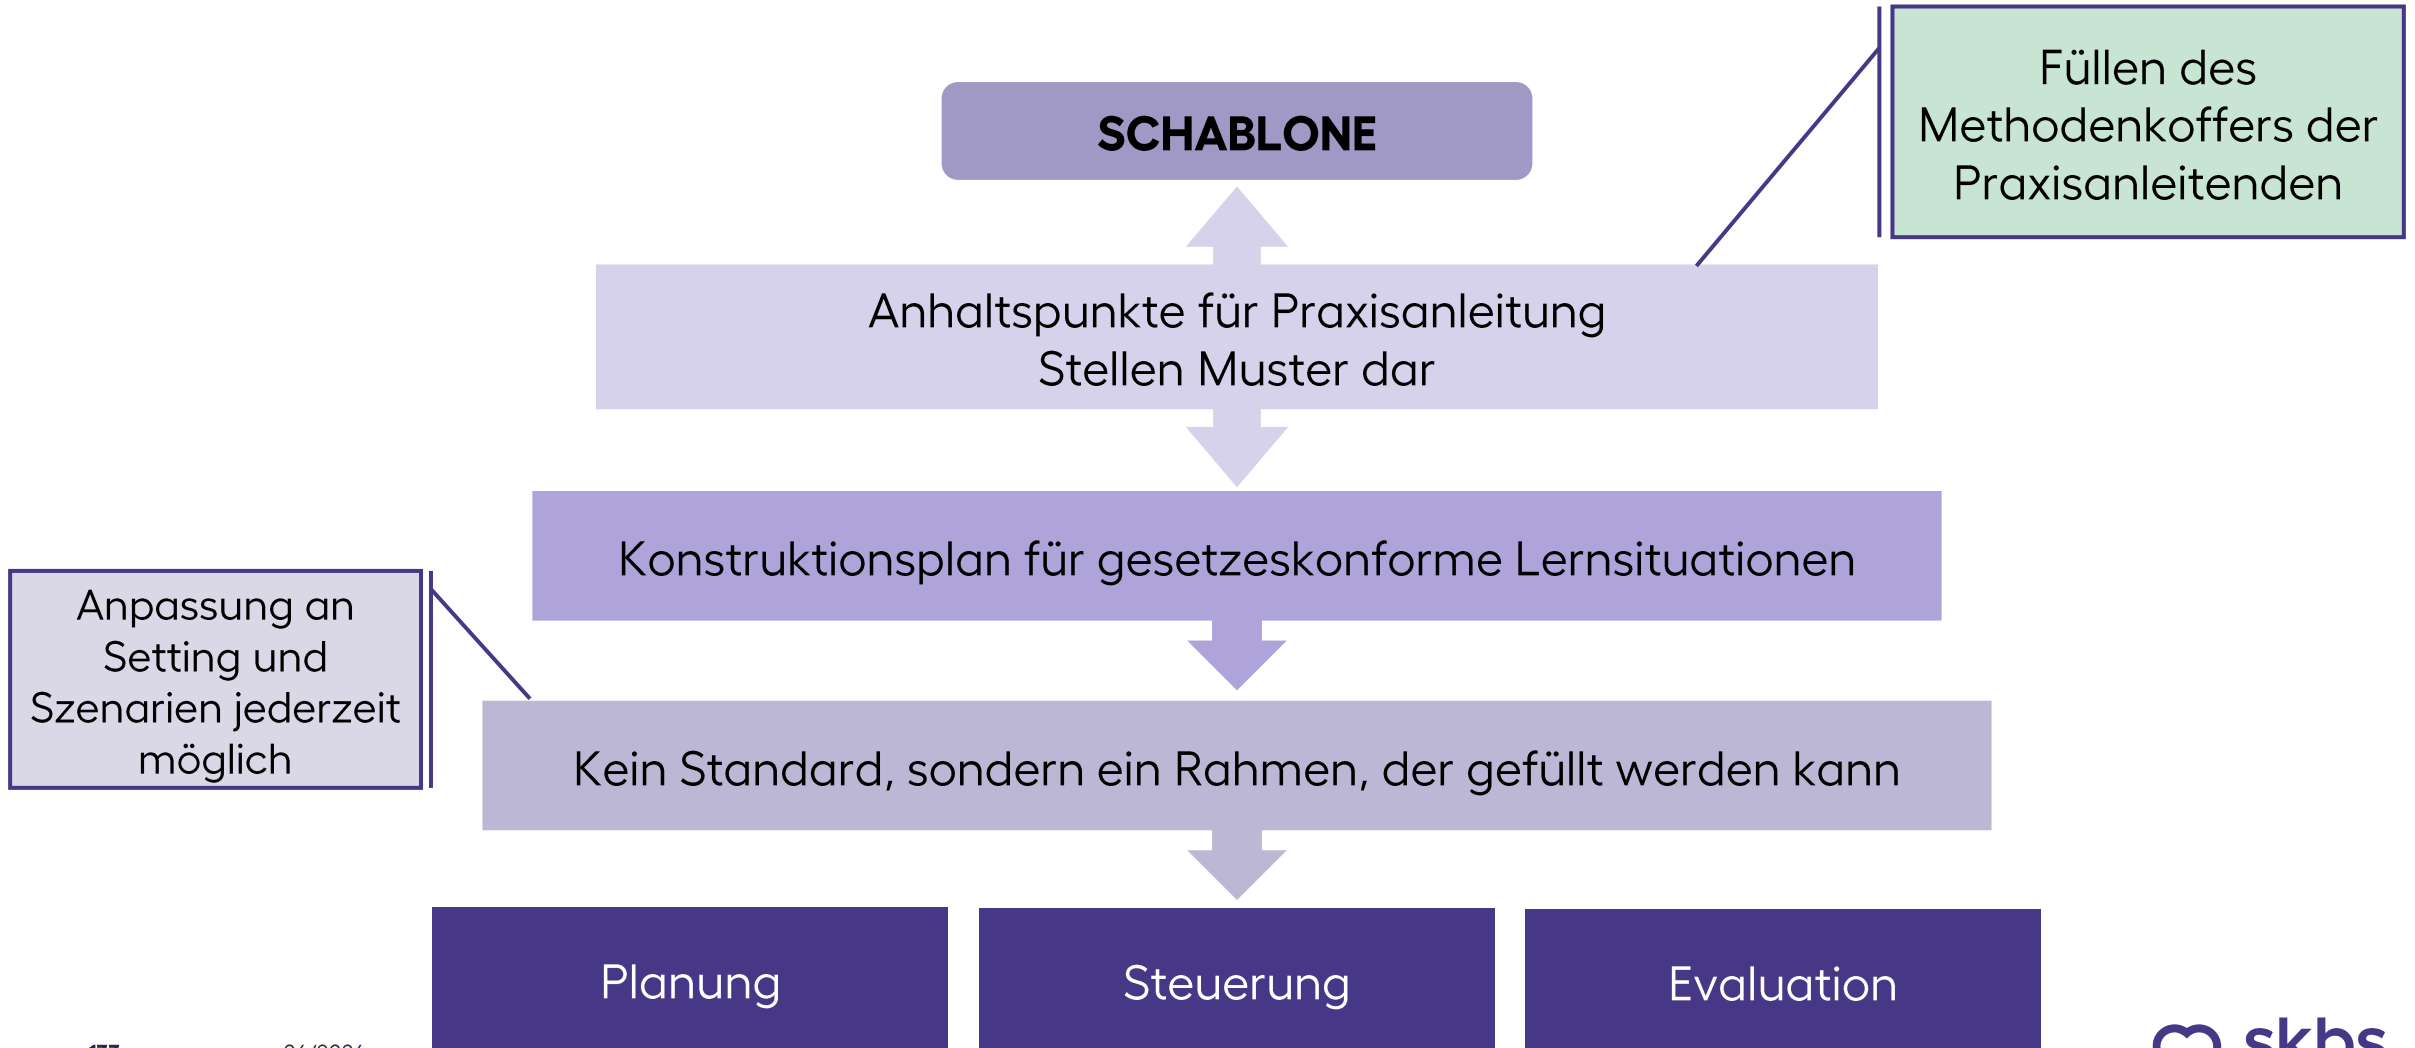 Füllen des
Methodenkoffers der
Praxisanleitenden
SCHABLONE
Anhaltspunkte für Praxisanleitung
Stellen Muster dar
Konstruktionsplan für gesetzeskonforme Lernsituationen
Anpassung an
Setting und
Szenarien jederzeit
möglich
Kein Standard, sondern ein Rahmen, der gefüllt werden kann
Planung
Steuerung
Evaluation
skbs